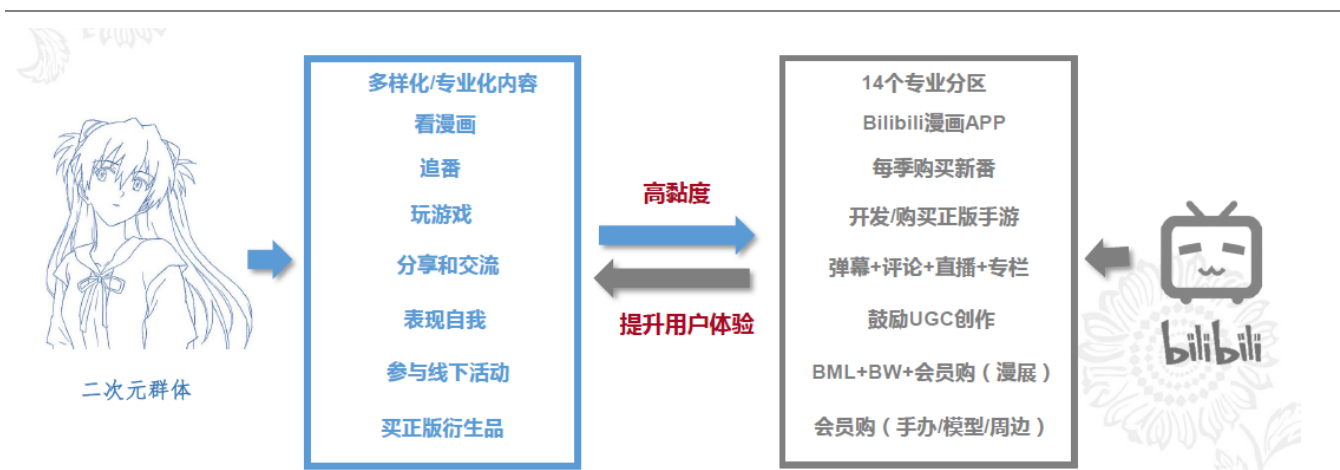 多样化/专业化内容
看漫画
追番
玩游戏
分享和交流
表现自我
参与线下活动
买正版衍生品
二次元群体
高黏度
提升用户体验
14个专业分区
Bilibili漫画APP
每季购买新番
开发/购买正版手游
弹幕+评论+直播+专栏
鼓励UGC创作
BML+BW+会员购（漫展）
会员购（手办/模型/周边）
bilibili